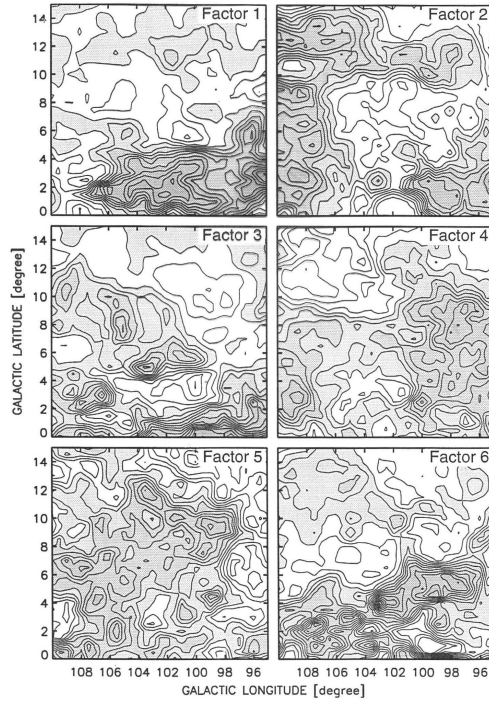 Factor 1
Factor 2
14
12
10
8
6
4
2
0
Factor 3
Factor 4
14
12
10
8
6
4
2
0
Factor 5
Factor 6
14
12
10
8
6
4
2
0
GALACTIC LATITUDE [degree]
108 106 104 102 100 98 96
108 106 104 102 100 98 96
GALACTIC LONGITUDE [degree]